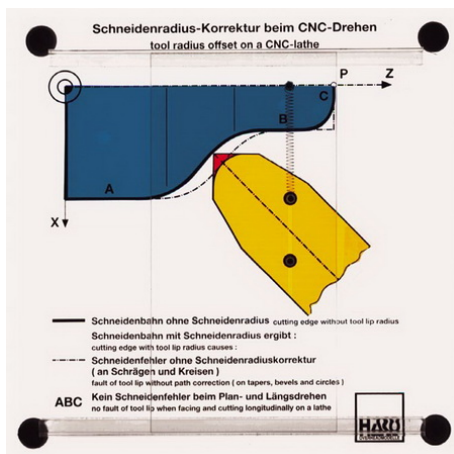 Schneidenradius-Korrektur beim CNC-Drehen
tool radius offset on a CNC-lathe
P
Z
C
B
A
X
Schneidenbahn ohne Schneidenradius cutting edge without tool lip radius
Schneidenbahn mit Schneidenradius ergibt :
cutting edge with tool lip radius causes :
Schneidenfehler ohne Schneidenradiuskorrektur
( an Schrägen und Kreisen )
fault of tool lip without path correction ( on tapers, bevels and circles )
ABC Kein Schneidenfehler beim Plan- und Längsdrehen
no fault of tool lip when facing and cutting longitudinally on a lathe